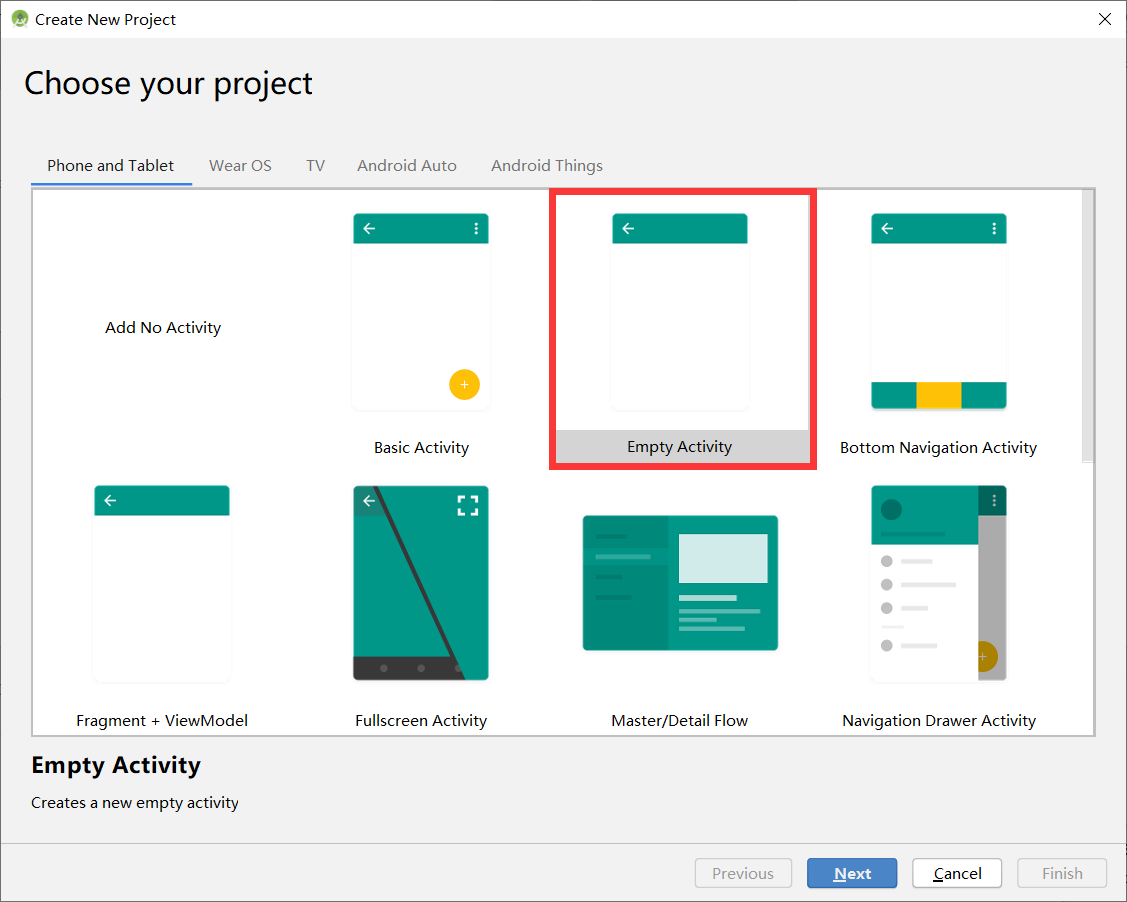 Create New Project
Choose your project
Phone and Tablet
Wear OS
TV
Android Auto
Android Things
Add No Activity
Basic Activity
Empty Activity
Bottom Navigation Activity
Fragment + ViewModel
Fullscreen Activity
Master/Detail Flow
Navigation Drawer Activity
Empty Activity
Creates a new empty activity
Previous
Next
Cancel
Finish